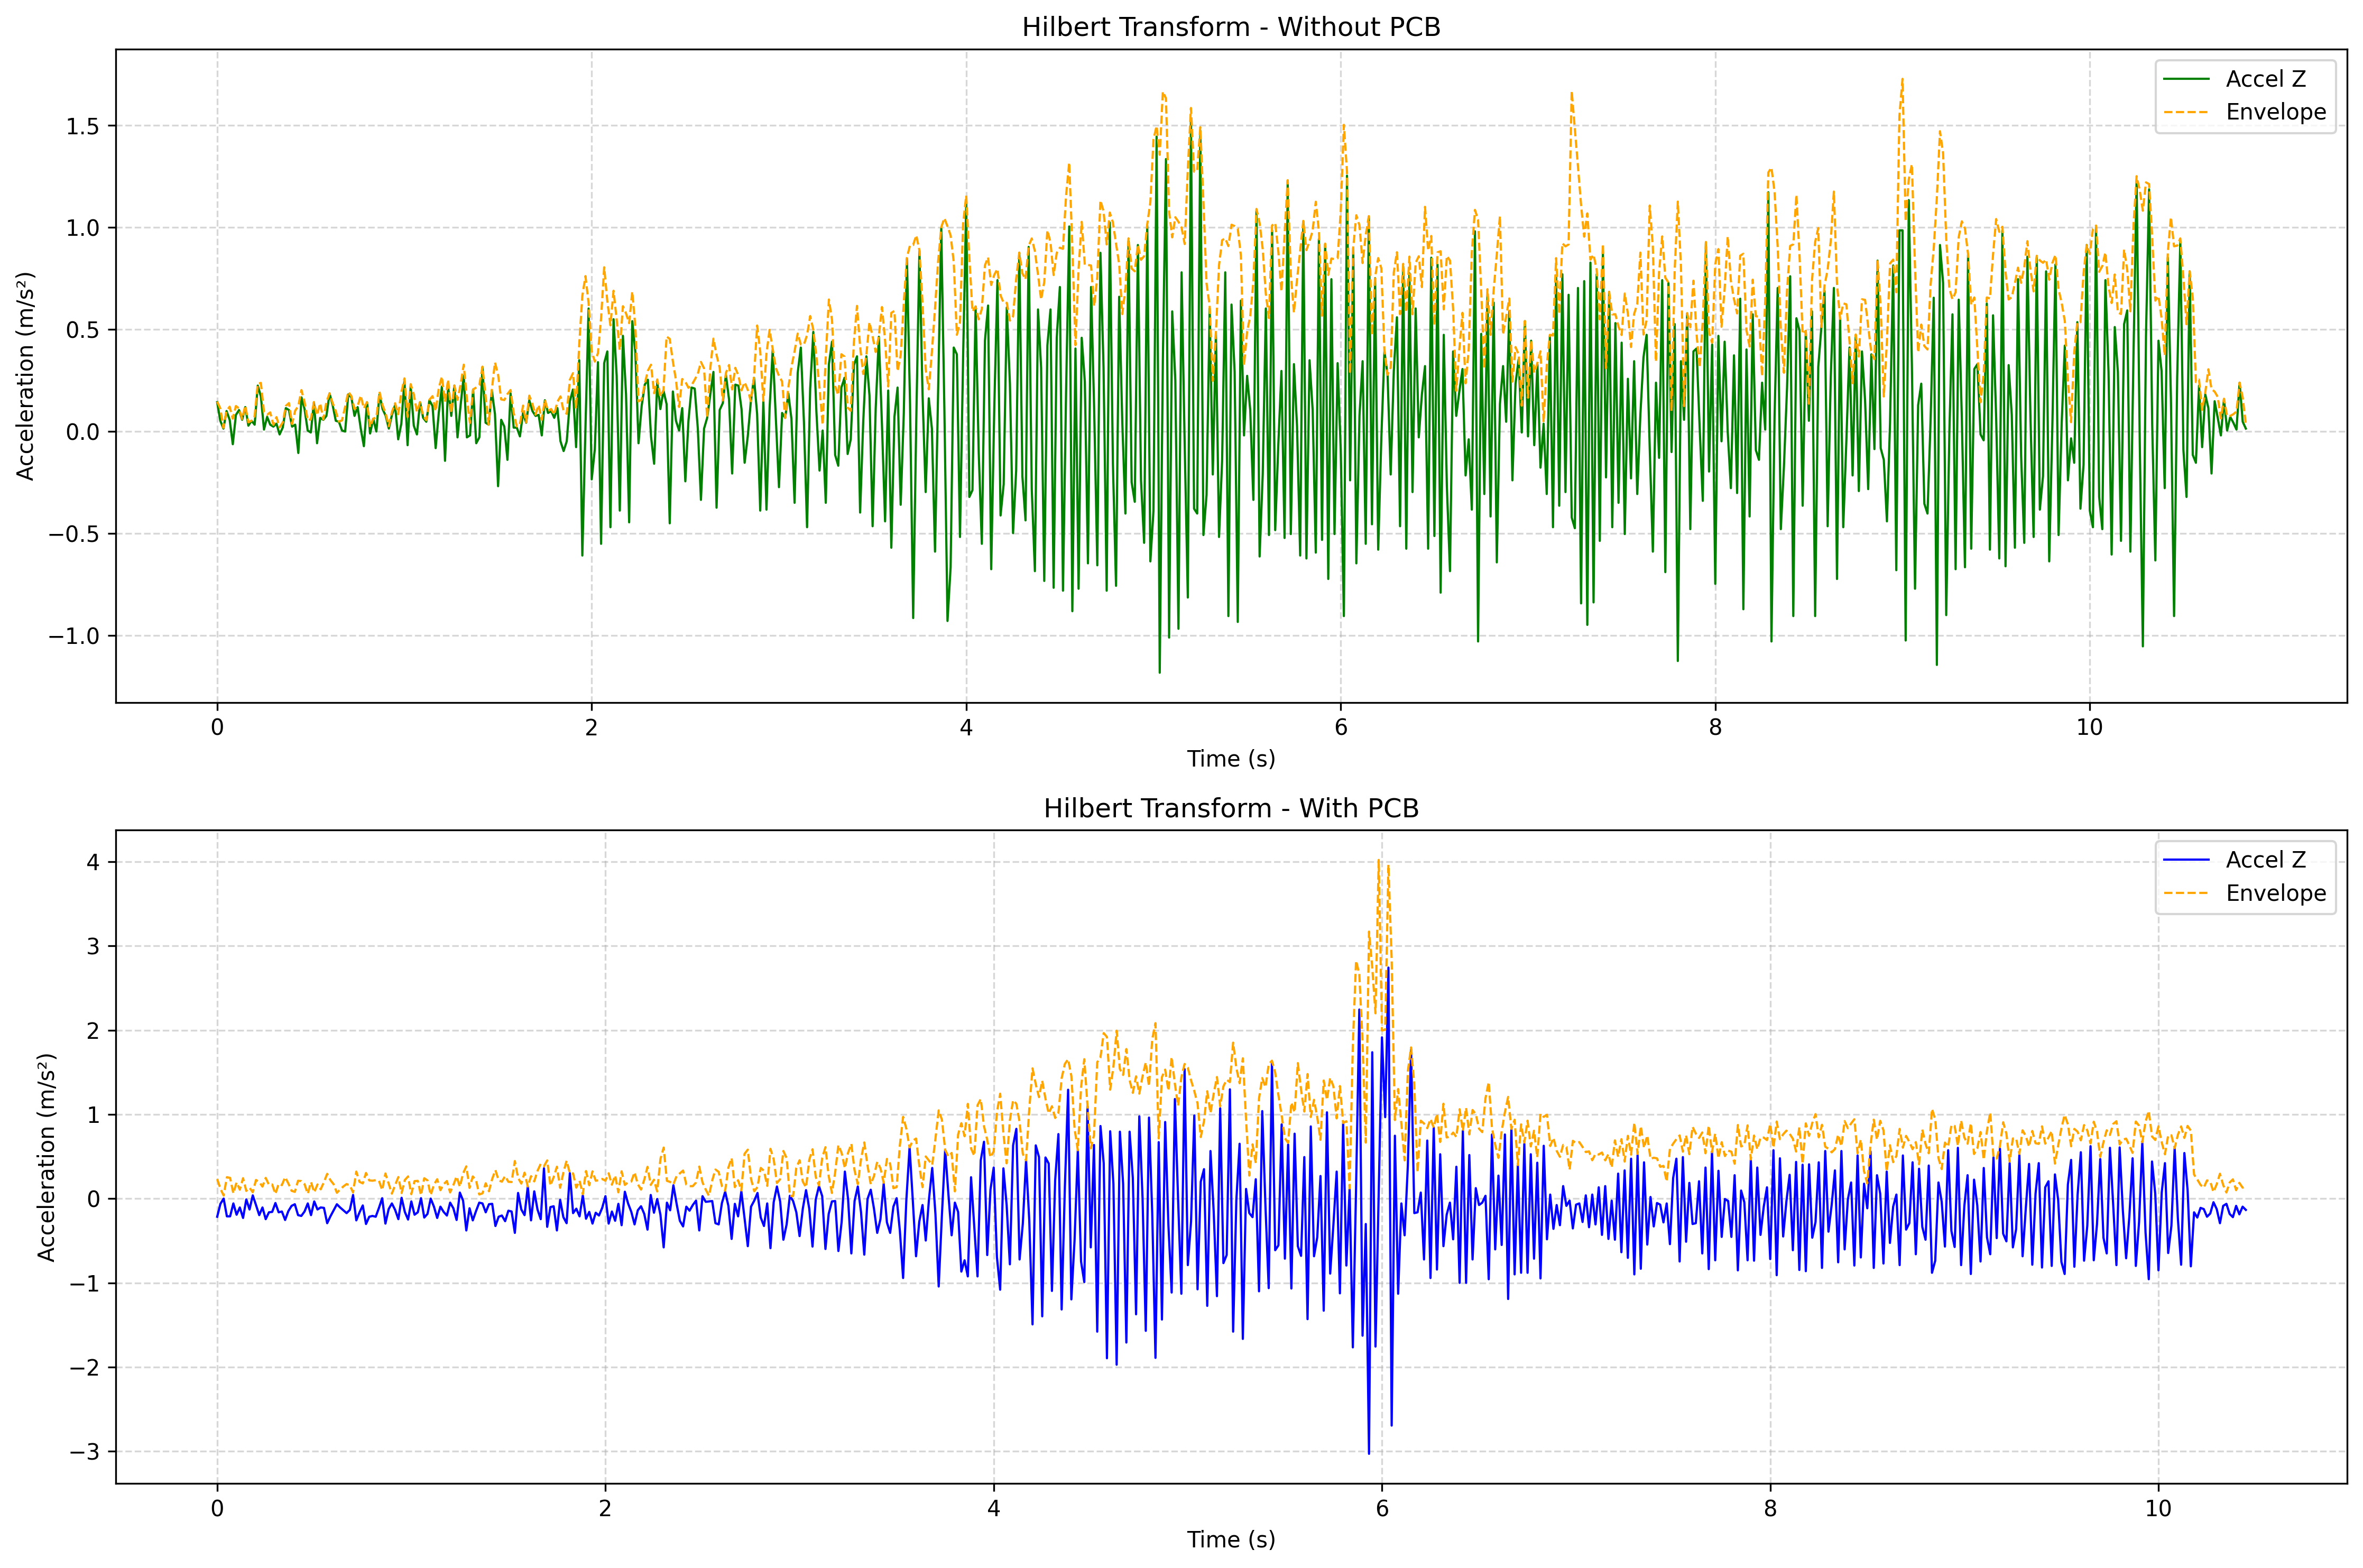 Hilbert Transform - Without PCB
Accel Z
Envelope
Acceleration (m/s²)
1.5
1.0
0.5
0.0
−0.5
−1.0
0 2 4 6 8 10
Time (s)
Hilbert Transform - With PCB
Accel Z
Envelope
Acceleration (m/s²)
4
3
2
1
0
−1
−2
−3
0 2 4 6 8 10
Time (s)